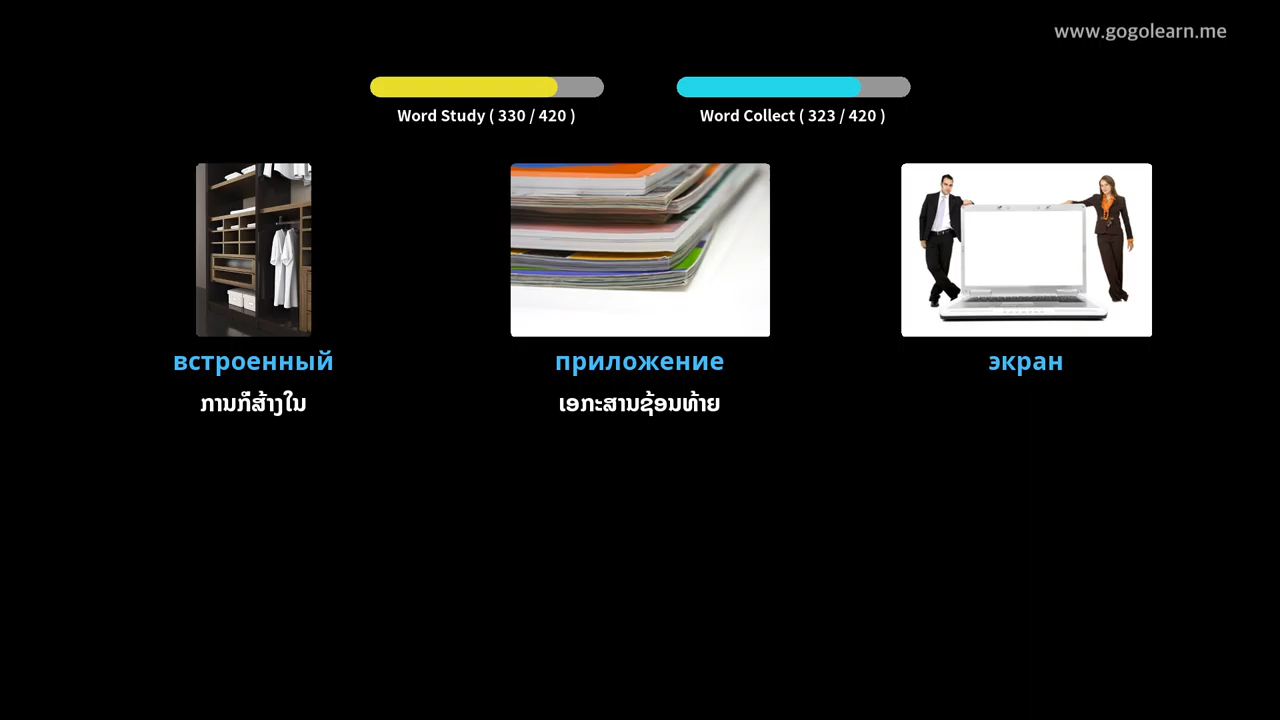 www.gogolearn.me
Word Study ( 330 / 420 )
Word Collect ( 323 / 420 )
встроенный
приложение
экран
ການກໍ່ສ້າງໃນ
ເອກະສານຊ້ອນທ້າຍ